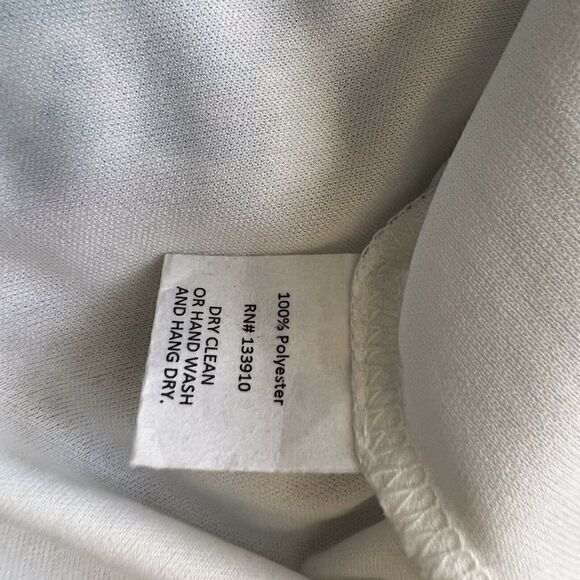 100% Polyester
RN# 133910
DRY CLEAN
OR HAND WASH
AND HANG DRY.